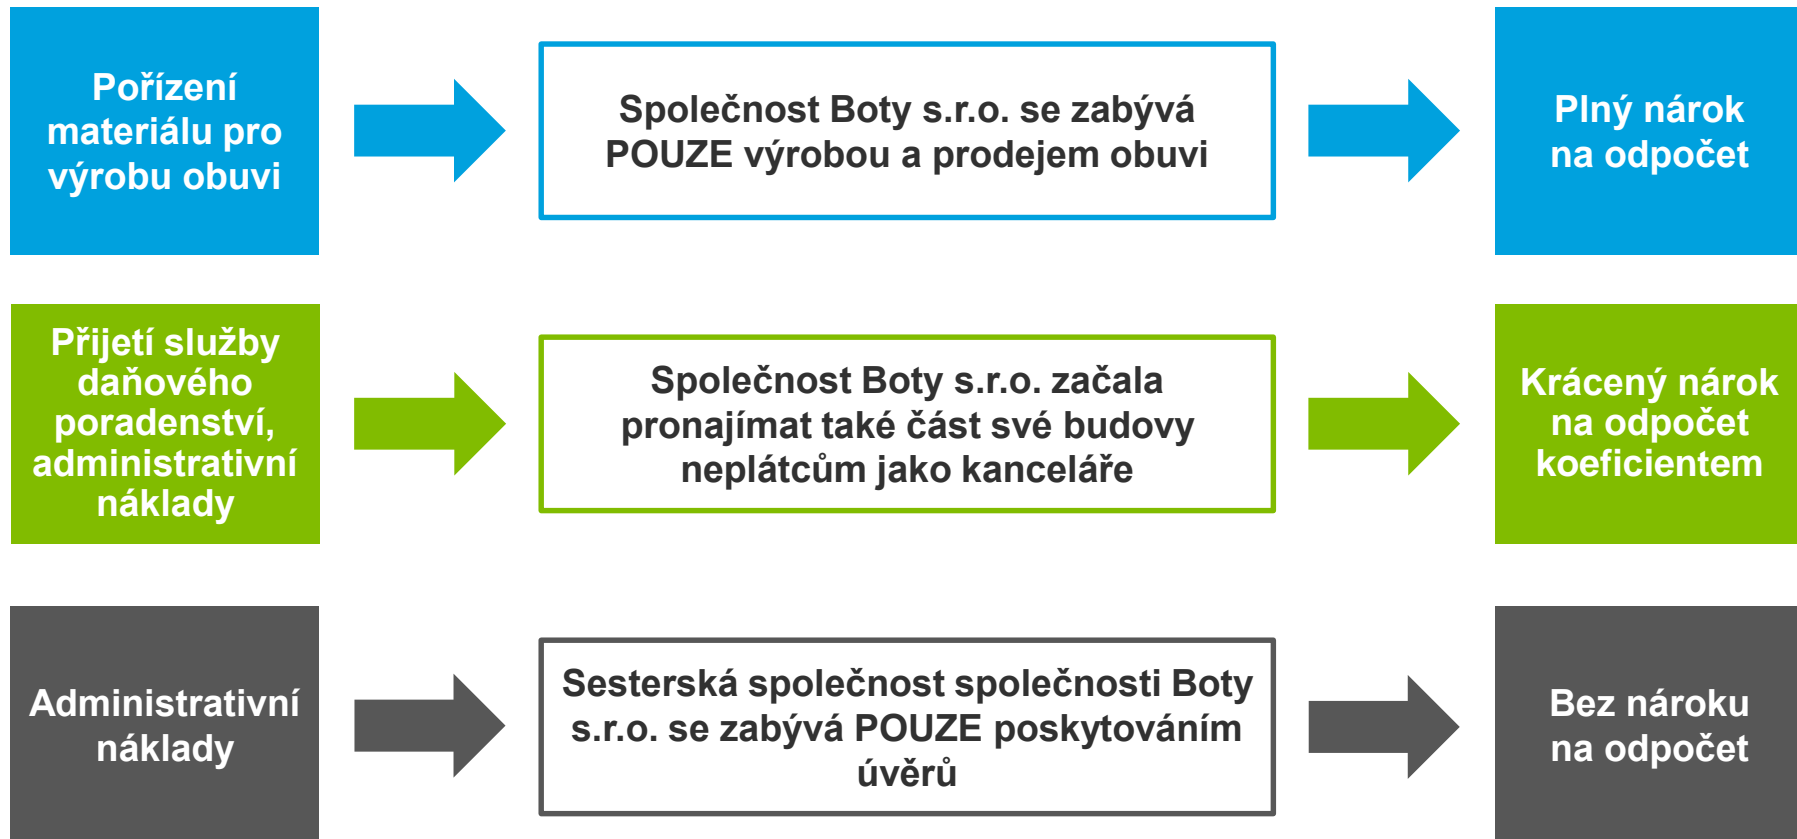 Pořízení
materiálu pro
výrobu obuvi
Společnost Boty s.r.o. se zabývá
POUZE výrobou a prodejem obuvi
Plný nárok
na odpočet
Přijetí služby
daňového
poradenství,
administrativní
náklady
Společnost Boty s.r.o. začala
pronajímat také část své budovy
neplátcům jako kanceláře
Krácený nárok
na odpočet
koeficientem
Administrativní
náklady
Sesterská společnost společnosti Boty
s.r.o. se zabývá POUZE poskytováním
úvěrů
Bez nároku
na odpočet